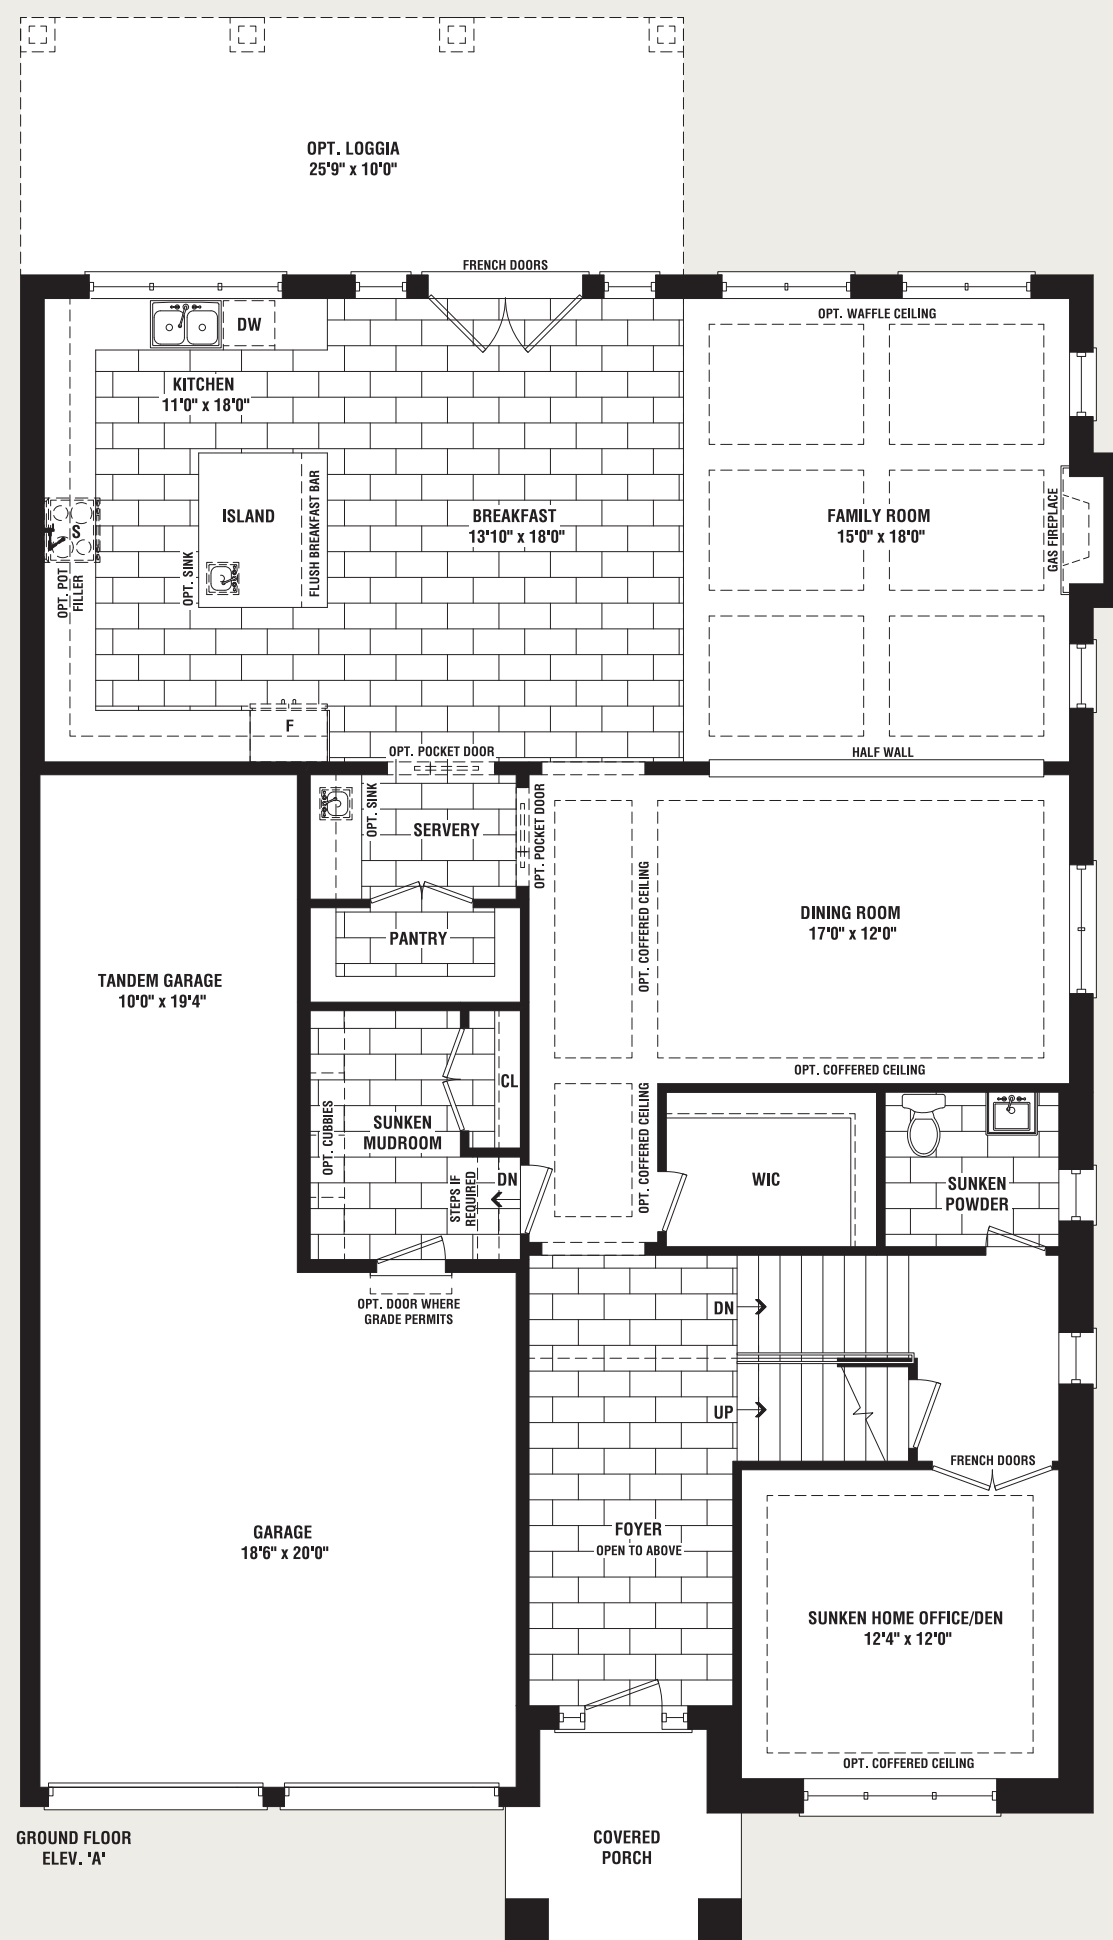 OPT. LOGGIA
25'9" x 10'0"
FRENCH DOORS
OPT. WAFFLE CEILING
DW
KITCHEN
11'0" x 18'0"
ISLAND
FLUSH BREAKFAST BAR
OPT. SINK
S
OPT. POT
FILLER
BREAKFAST
13'10" x 18'0"
FAMILY ROOM
15'0" x 18'0"
GAS FIREPLACE
F
OPT. POCKET DOOR
HALF WALL
OPT. SINK
SERVERY
OPT. POCKET DOOR
PANTRY
OPT. COFFERED CEILING
DINING ROOM
17'0" x 12'0"
OPT. COFFERED CEILING
TANDEM GARAGE
10'0" x 19'4"
CL
OPT. CUBBIES
SUNKEN
MUDROOM
STEPS IF
REQUIRED
DN
OPT. COFFERED CEILING
WIC
SUNKEN
POWDER
OPT. DOOR WHERE
GRADE PERMITS
DN
UP
FRENCH DOORS
GARAGE
18'6" x 20'0"
FOYER
OPEN TO ABOVE
SUNKEN HOME OFFICE/DEN
12'4" x 12'0"
OPT. COFFERED CEILING
GROUND FLOOR
ELEV. 'A'
COVERED
PORCH